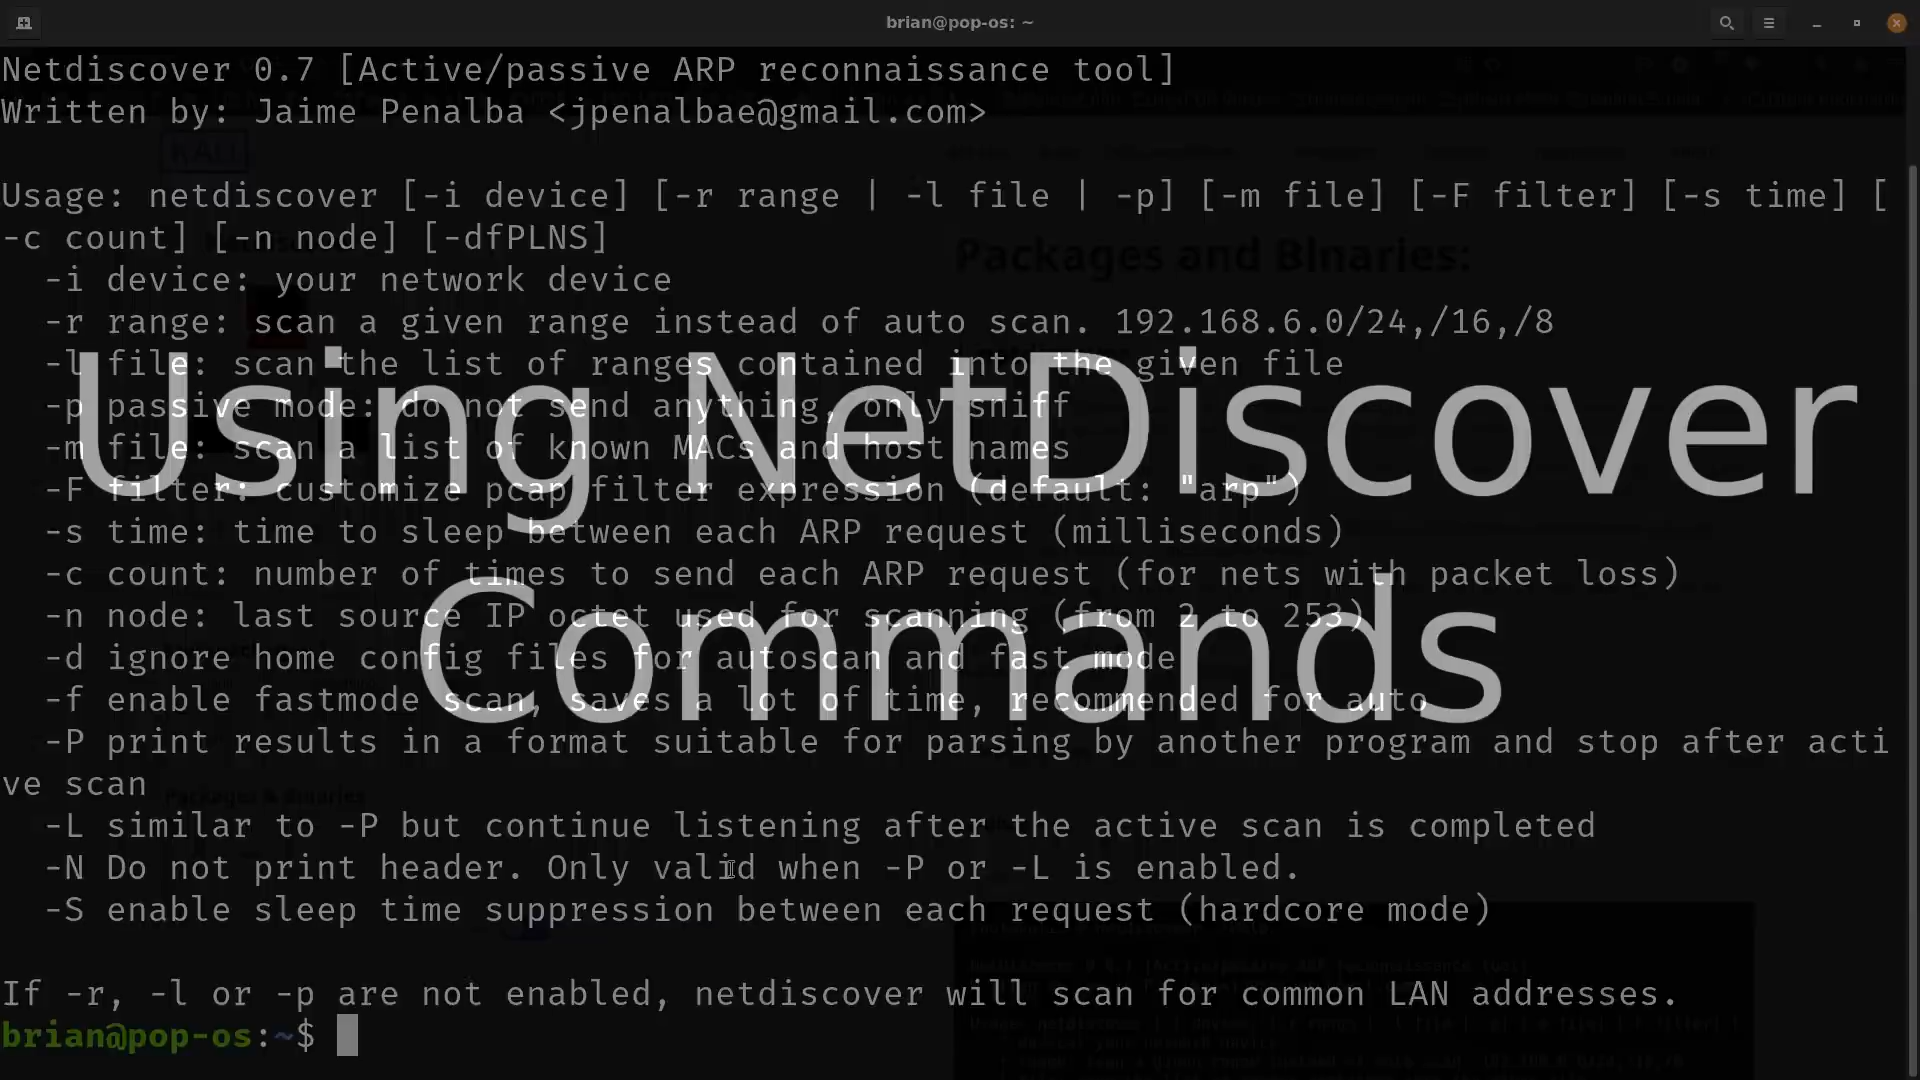 brian@pop-os: ~
Netdiscover 0.7 [Active/passive ARP reconnaissance tool]
Written by: Jaime Penalba <jpenalbae@gmail.com>
KALI
Usage: netdiscover [-i device] [-r range | -l file | -p] [-m file] [-F filter] [-s time] [
-c count] [-n node] [-dfPLNS]
Packages and Binaries:
-i device: your network device
-r range: scan a given range instead of auto scan. 192.168.6.0/24,/16,/8
-l file: scan the list of ranges contained into the given file
-p passive mode: do not send anything, only sniff
Using NetDiscover
-m file: scan a list of known MACs and host names
-F filter: customize pcap filter expression (default: "arp")
-s time: time to sleep between each ARP request (milliseconds)
-c count: number of times to send each ARP request (for nets with packet loss)
-n node: last source IP octet used for scanning (from 2 to 253)
Commands
-d ignore home config files for autoscan and fast mode
-f enable fastmode scan, saves a lot of time, recommended for auto
-P print results in a format suitable for parsing by another program and stop after acti
ve scan
Packages & Binaries
-L similar to -P but continue listening after the active scan is completed
-N Do not print header. Only valid when -P or -L is enabled.
-S enable sleep time suppression between each request (hardcore mode)
If -r, -l or -p are not enabled, netdiscover will scan for common LAN addresses.
brian@pop-os:~$